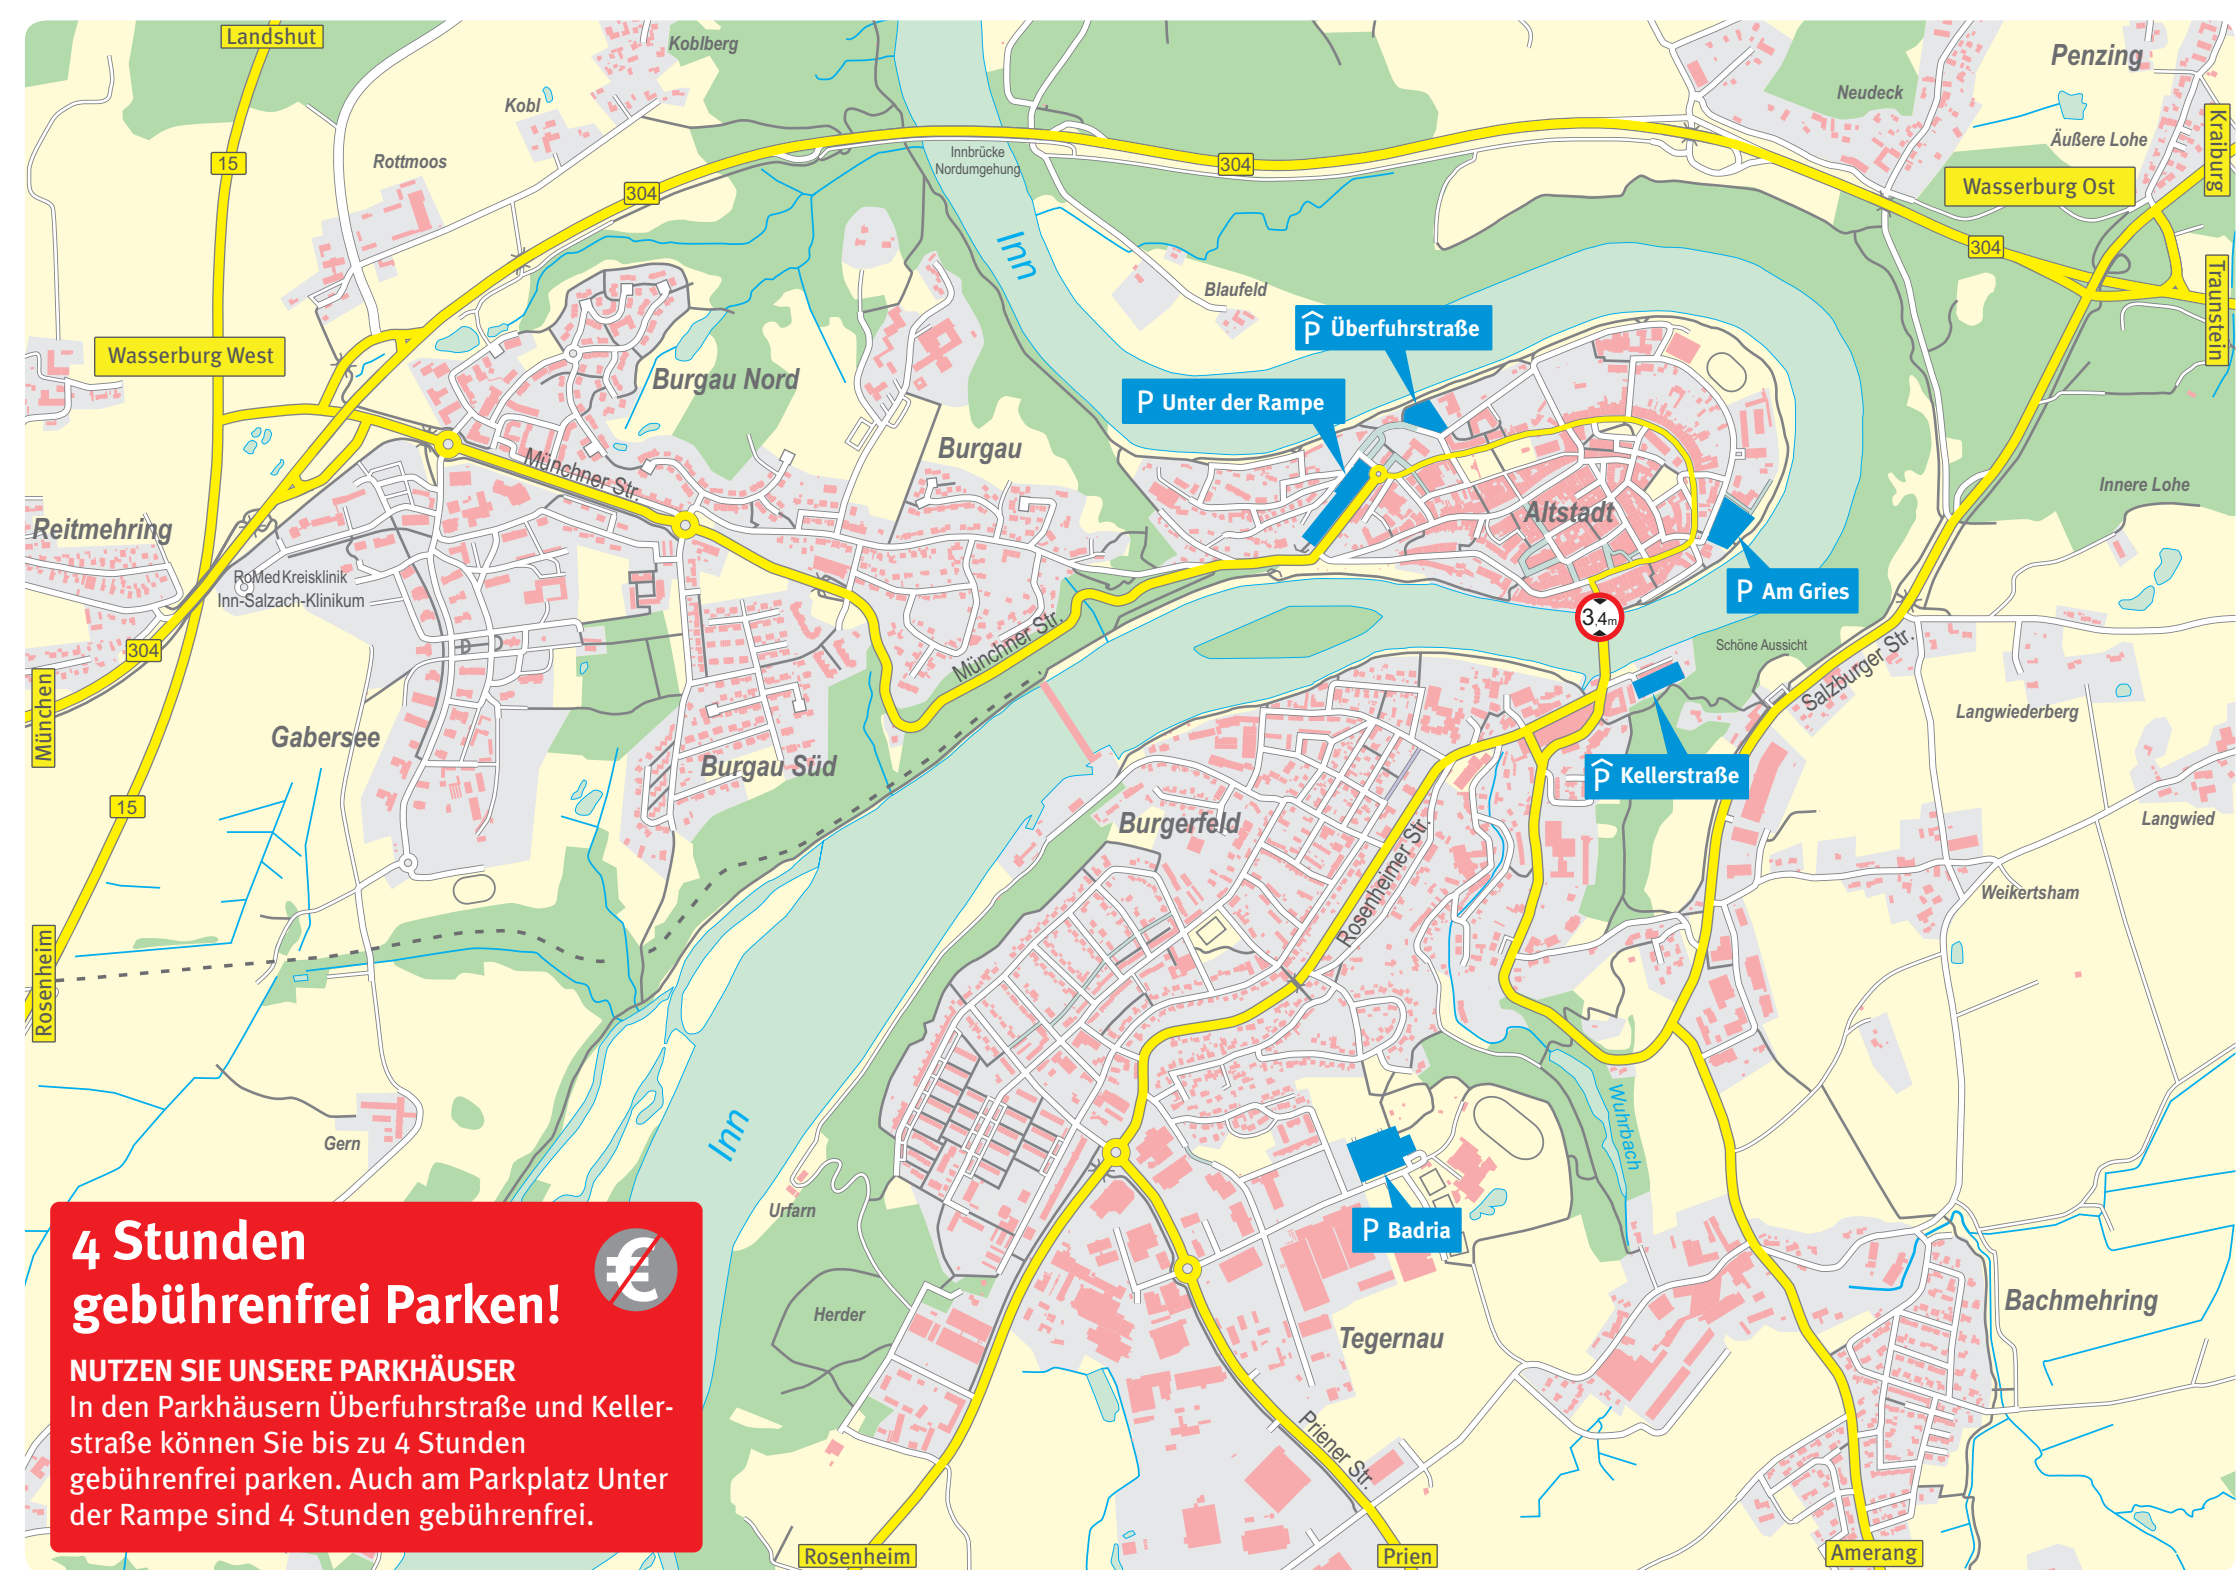 Landshut
Koblberg
Penzing
Kobl
Neudeck
Kraiburg
Äußere Lohe
Rottmoos
15
Innbrücke
Nordumgehung
304
304
Wasserburg Ost
304
Inn
Traunstein
Blaufeld
P Überfuhrstraße
Wasserburg West
Burgau Nord
P Unter der Rampe
Burgau
Münchner Str.
Innere Lohe
Altstadt
Reitmehring
RoMed Kreisklinik
Inn-Salzach-Klinikum
P Am Gries
3,4m
304
Münchner Str.
Schöne Aussicht
Salzburger Str.
München
Langwiederberg
Gabersee
Burgau Süd
P Kellerstraße
15
Burgerfeld
Langwied
Rosenheimer Str.
Weikertsham
Rosenheim
Wuhrbach
Inn
Gern
Urfarn
P Badria
4 Stunden
gebührenfrei Parken!
€
NUTZEN SIE UNSERE PARKHÄUSER
In den Parkhäusern Überfuhrstraße und Keller-
straße können Sie bis zu 4 Stunden
gebührenfrei parken. Auch am Parkplatz Unter
der Rampe sind 4 Stunden gebührenfrei.
Herder
Tegernau
Bachmehring
Priener Str.
Rosenheim
Prien
Amerang